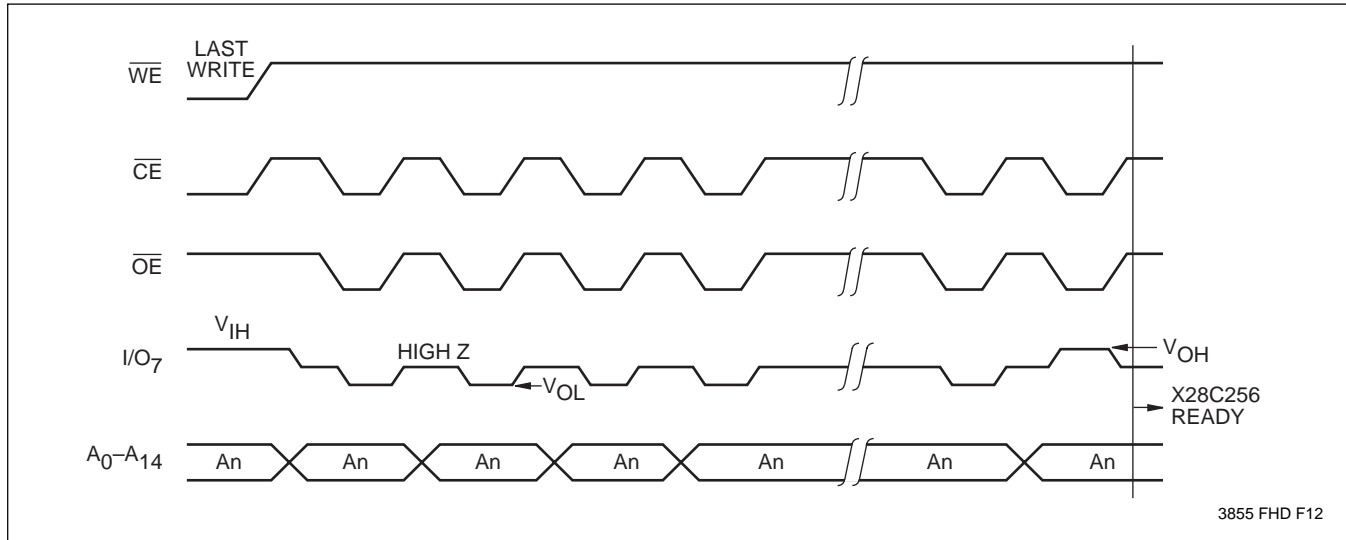 LAST
WRITE
WE
CE
OE
VIH
I/O7
HIGH Z
VOL
VOH
X28C256
READY
A0–A14
An
An
An
An
An
An
An
3855 FHD F12